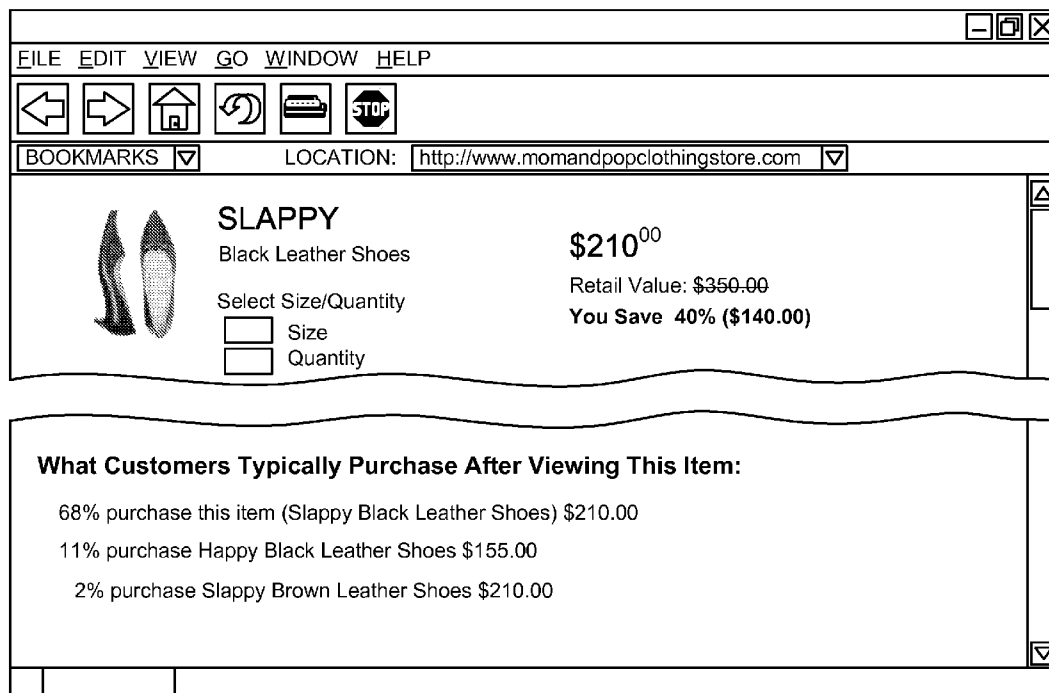 FILE EDIT VIEW GO WINDOW HELP
STOP
BOOKMARKS LOCATION: http://www.momandpopclothingstore.com
SLAPPY
Black Leather Shoes
$210⁰⁰
Retail Value: $350.00
You Save 40% ($140.00)
Select Size/Quantity
Size
Quantity
What Customers Typically Purchase After Viewing This Item:
68% purchase this item (Slappy Black Leather Shoes) $210.00
11% purchase Happy Black Leather Shoes $155.00
2% purchase Slappy Brown Leather Shoes $210.00